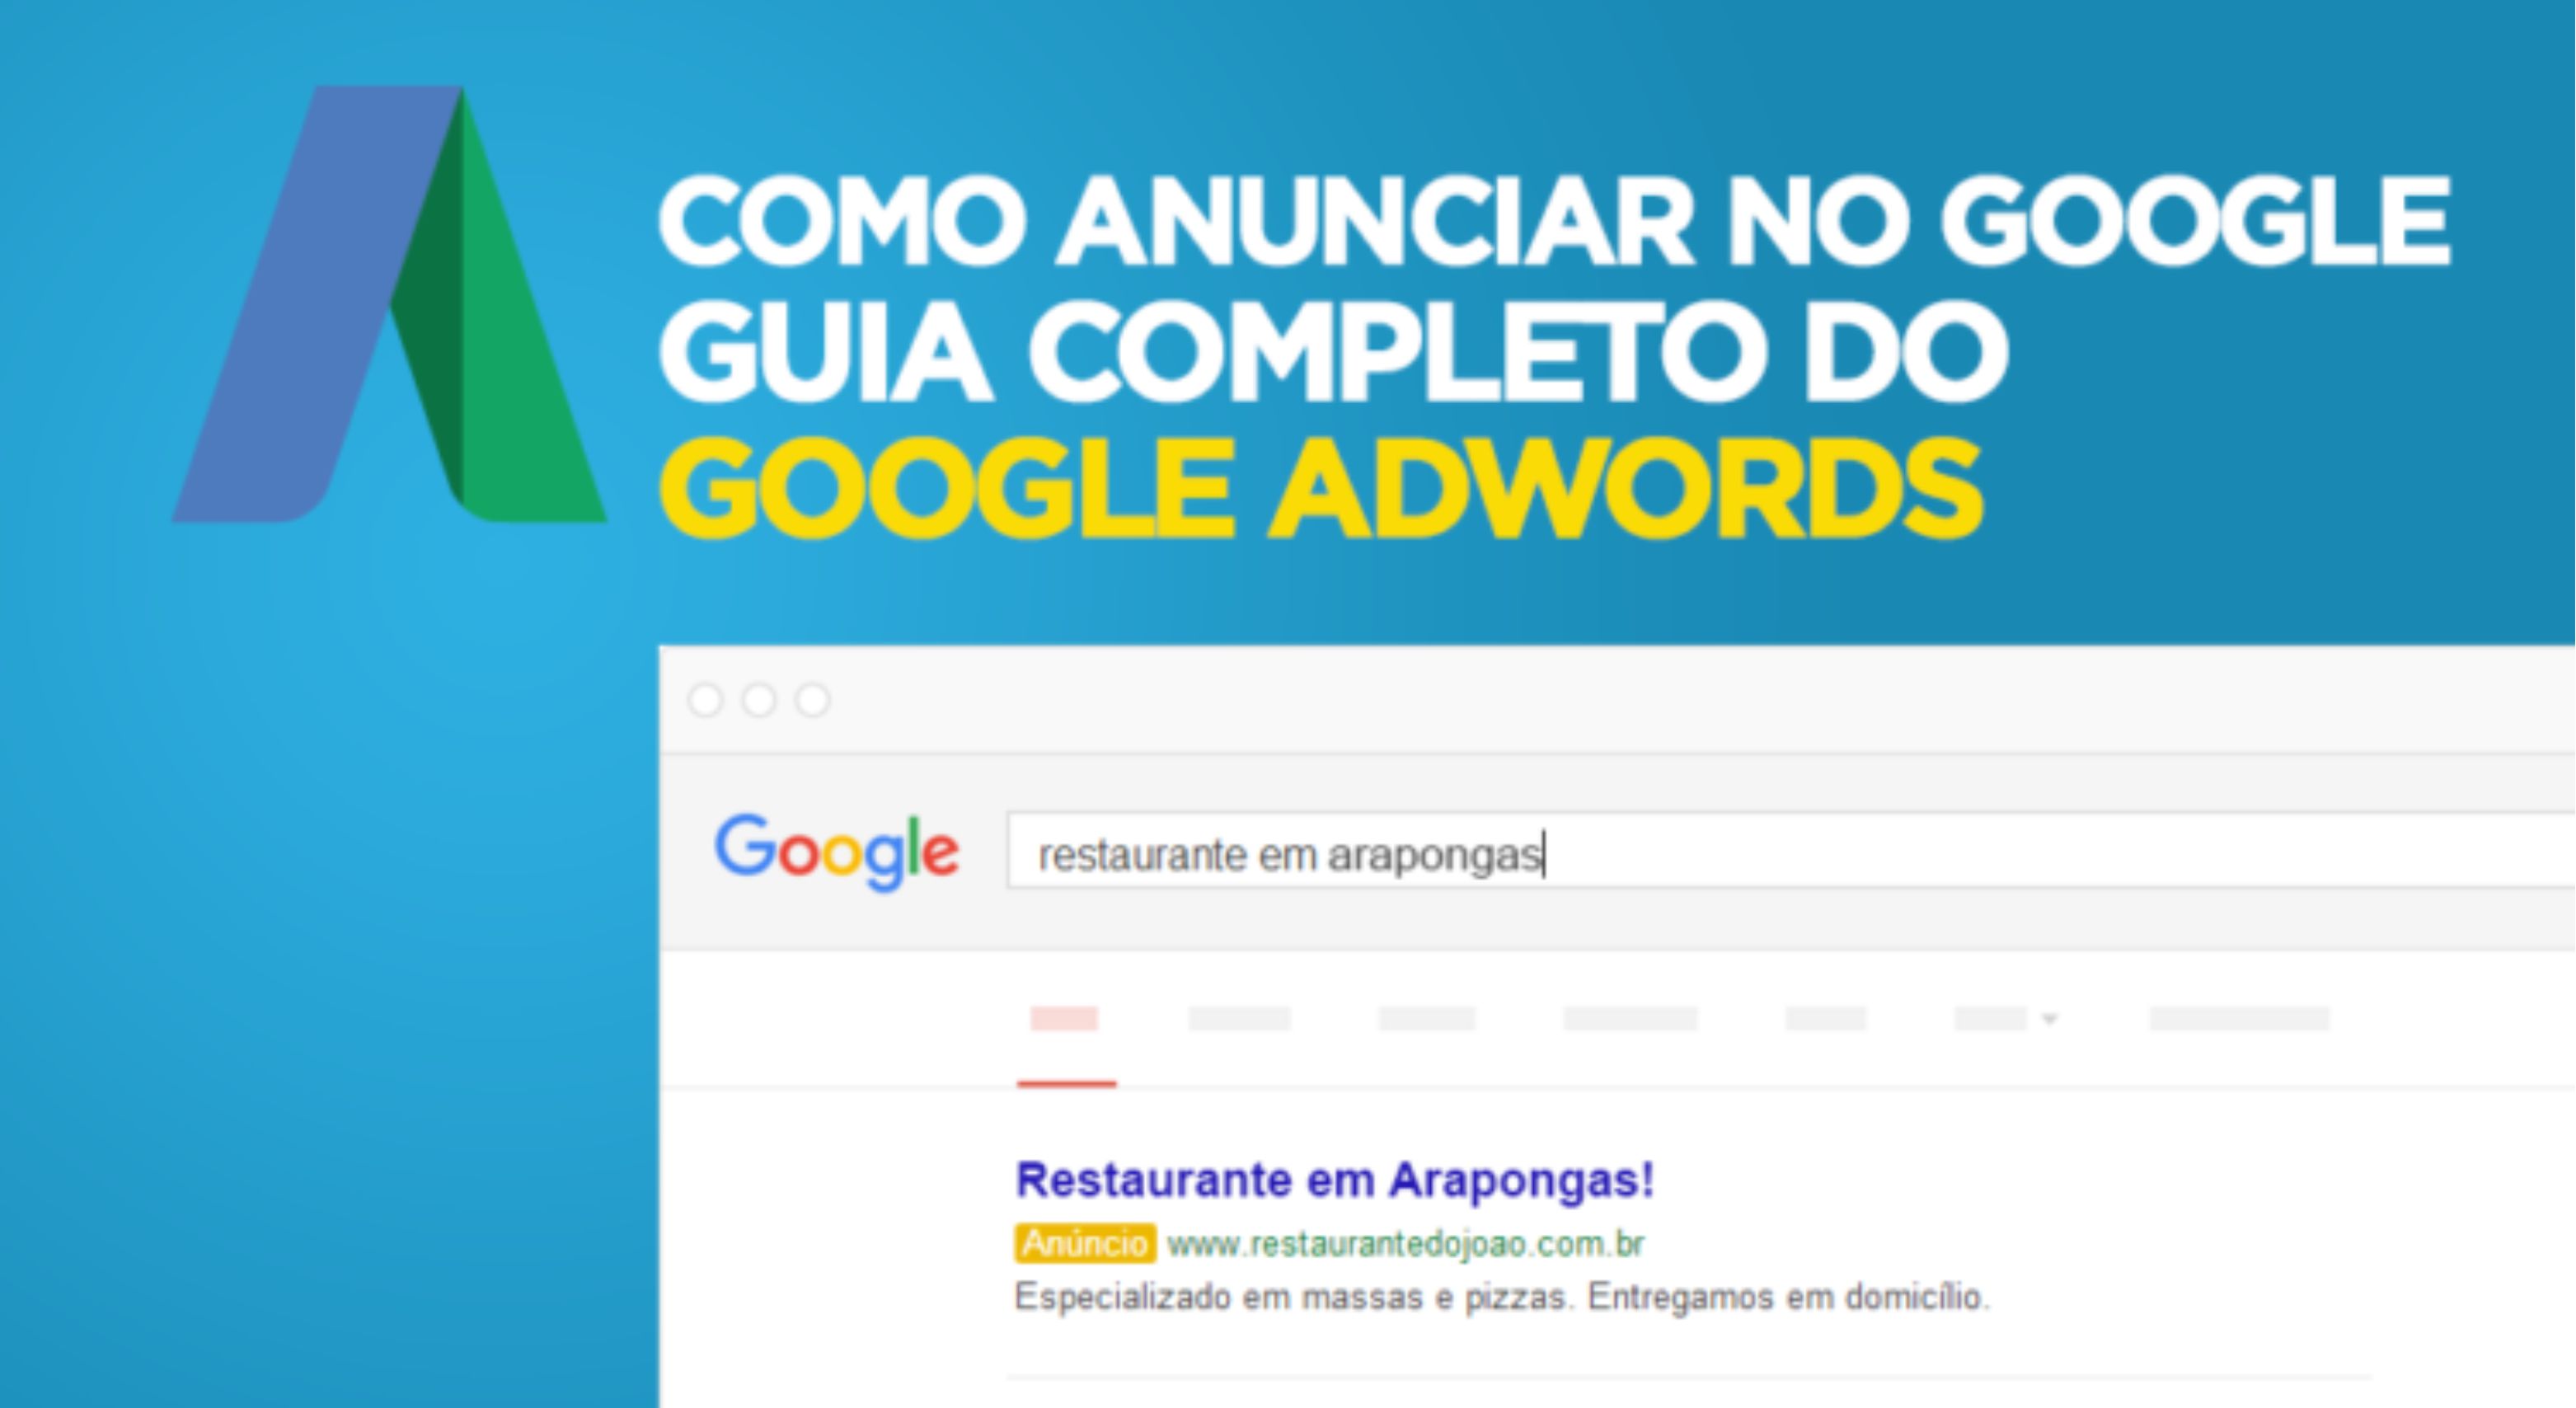 COMO ANUNCIAR NO GOOGLE
GUIA COMPLETO DO
GOOGLE ADWORDS
Google restaurante em arapongas
Restaurante em Arapongas!
Anúncio www.restaurantedojoao.com.br
Especializado em massas e pizzas. Entregamos em domicílio.